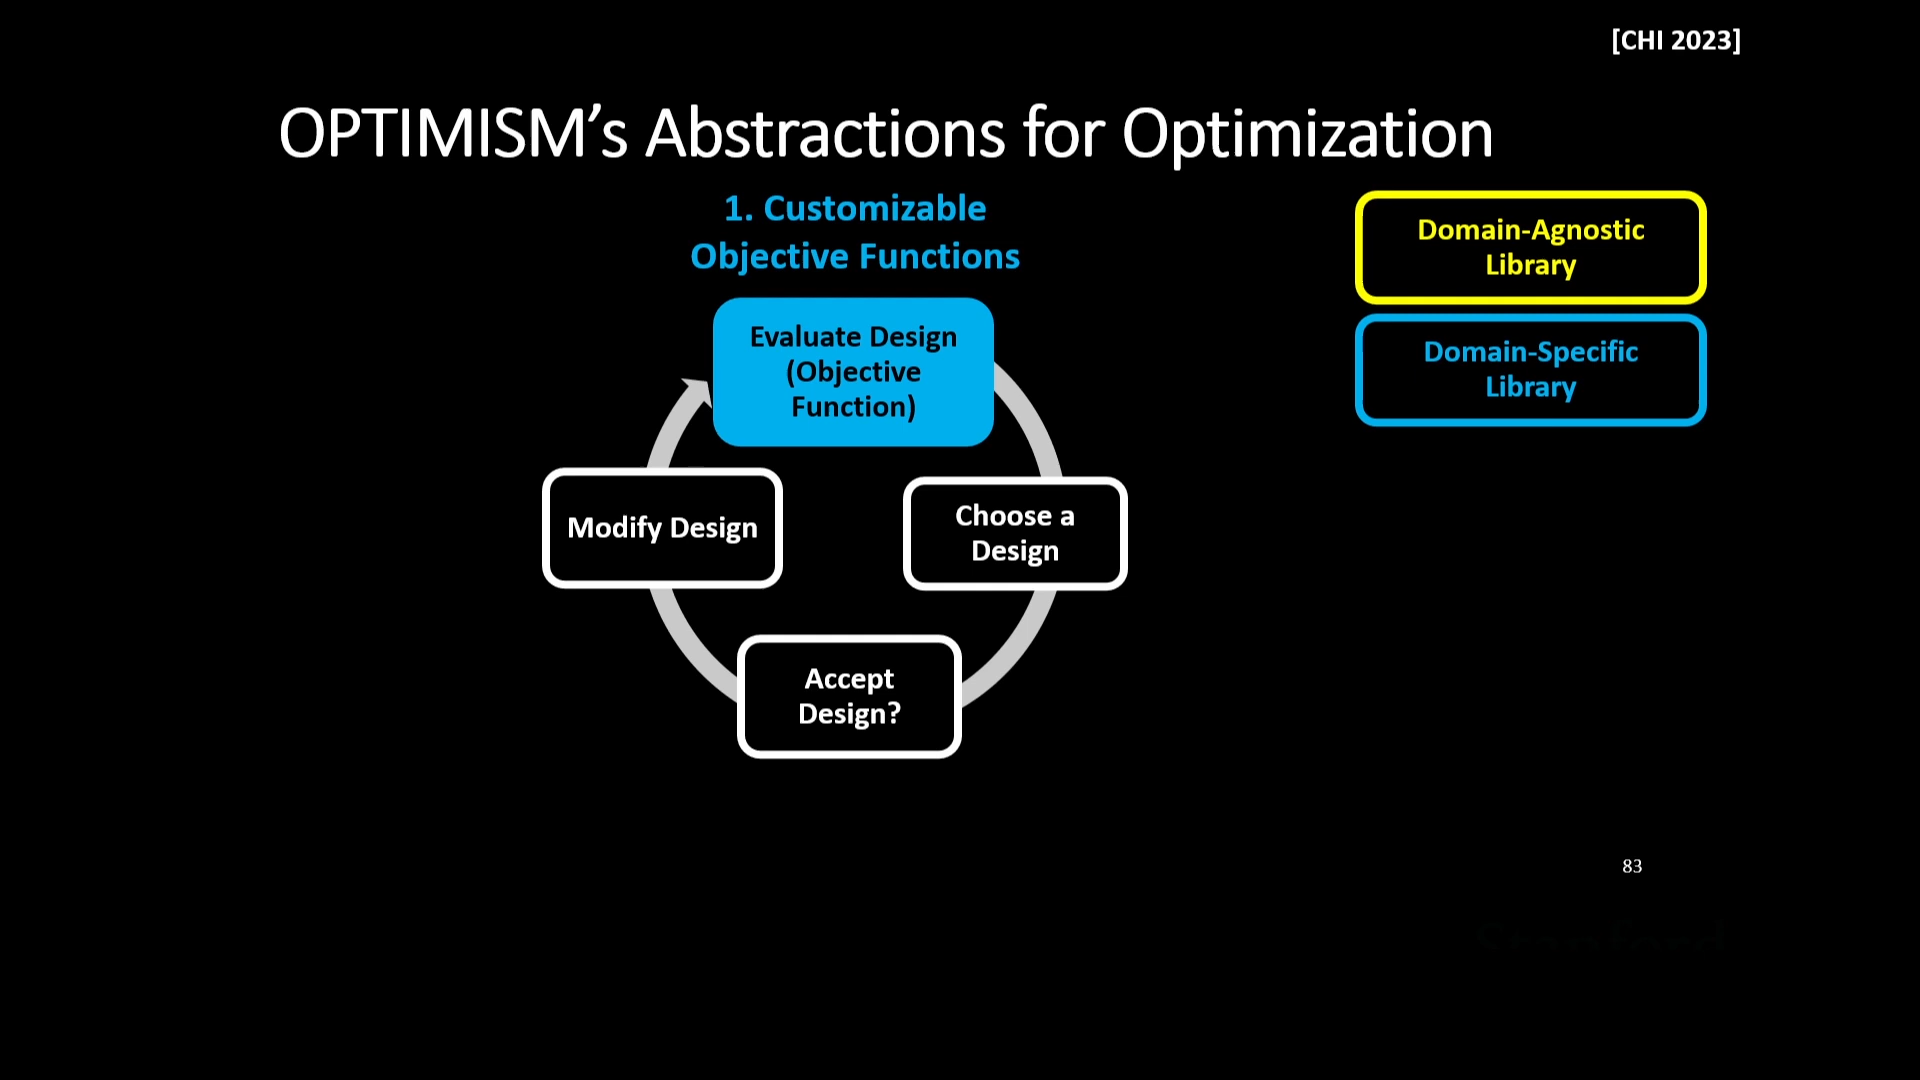 [CHI 2023]
OPTIMISM’s Abstractions for Optimization
1. Customizable
Objective Functions
Domain-Agnostic
Library
Domain-Specific
Library
Evaluate Design
(Objective
Function)
Modify Design
Choose a
Design
Accept
Design?
83